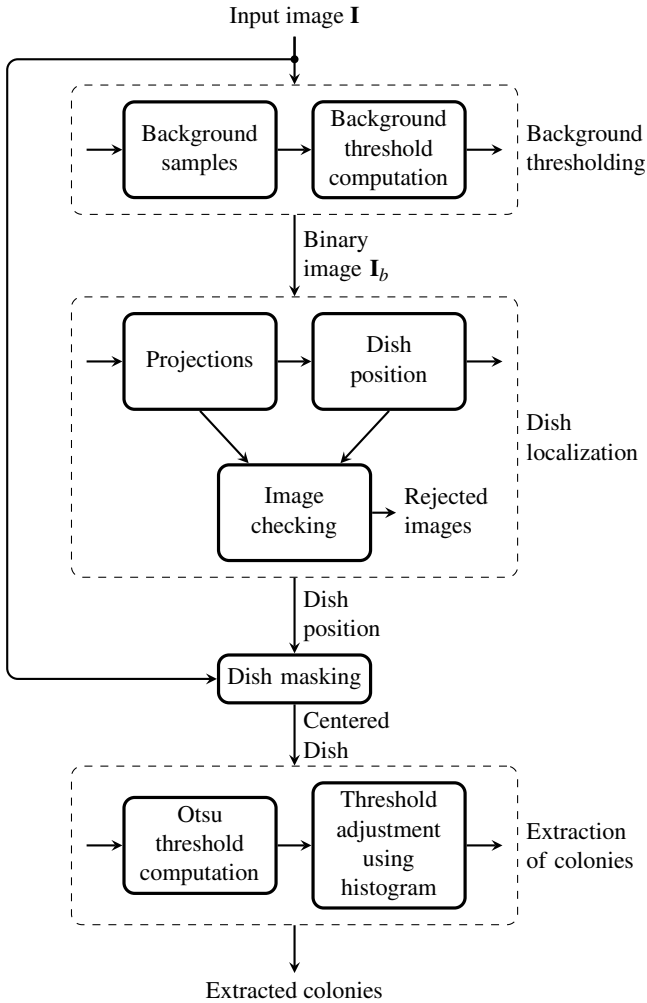 Input image I
Background
samples
Background
threshold
computation
Background
thresholding
Binary
image I_b
Projections
Dish
position
Dish
localization
Image
checking
Rejected
images
Dish
position
Dish masking
Centered
Dish
Otsu
threshold
computation
Threshold
adjustment
using
histogram
Extraction
of colonies
Extracted colonies